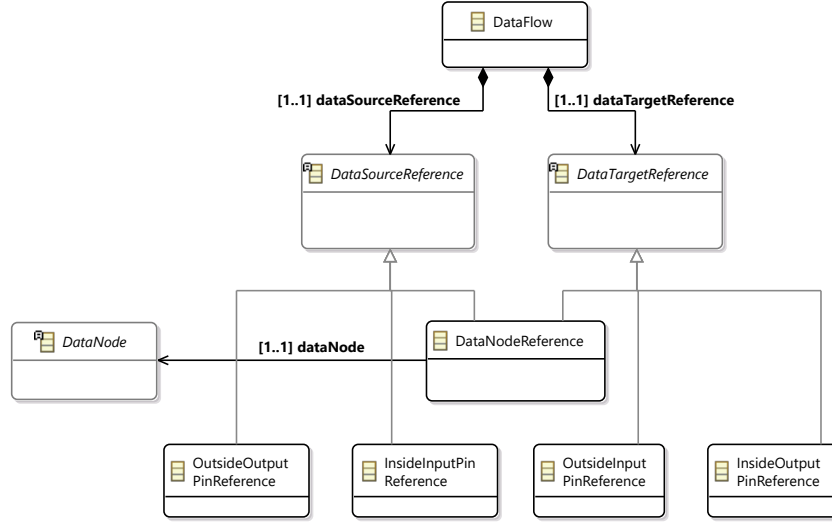 DataFlow
[1..1] dataSourceReference
[1..1] dataTargetReference
DataSourceReference
DataTargetReference
DataNode
[1..1] dataNode
DataNodeReference
OutsideOutput
PinReference
InsideInputPin
Reference
OutsideInput
PinReference
InsideOutput
PinReference